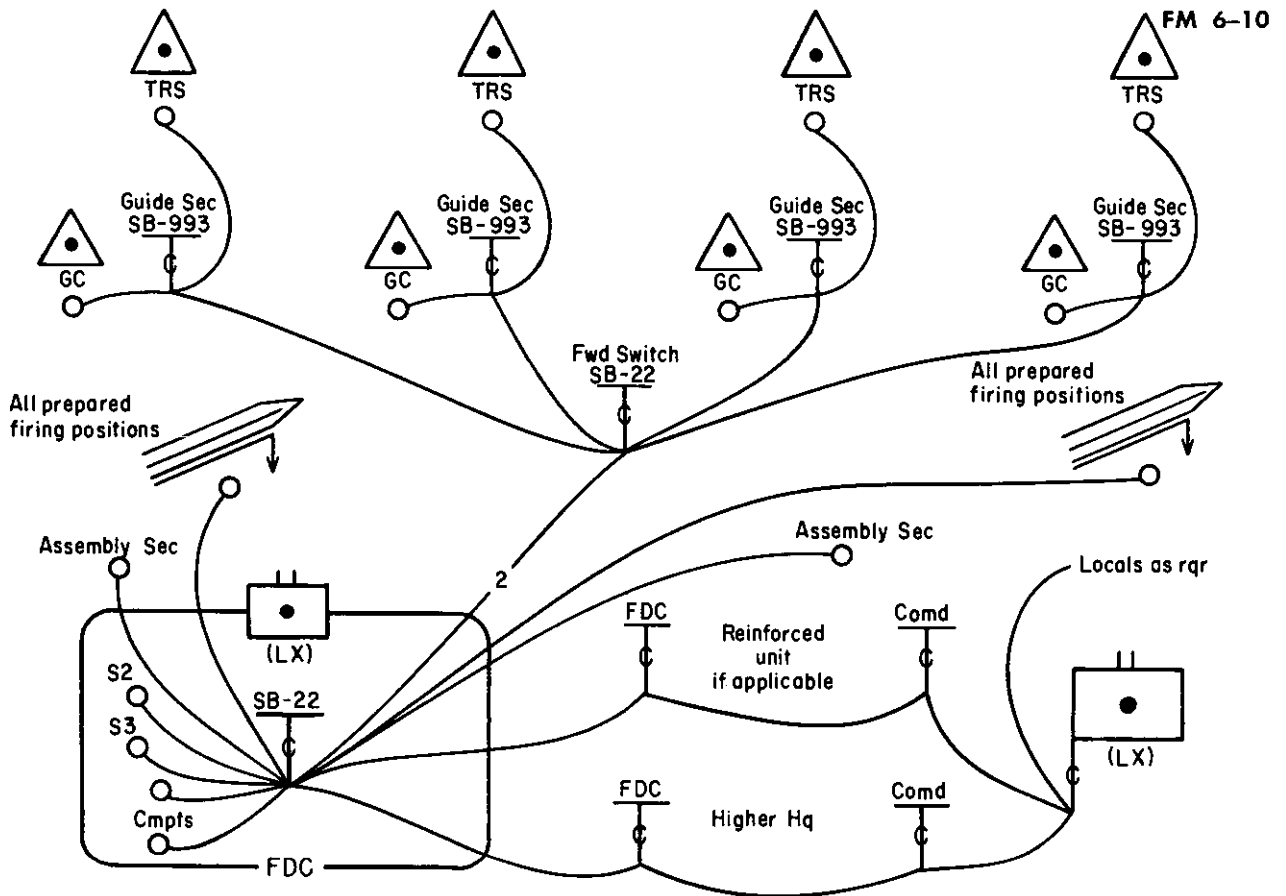 FM 6-10
TRS
TRS
TRS
TRS
Guide Sec
SB-993
Guide Sec
SB-993
Guide Sec
SB-993
Guide Sec
SB-993
GC
GC
GC
GC
Fwd Switch
SB-22
All prepared
firing positions
All prepared
firing positions
Assembly Sec
Assembly Sec
2
Locals as rqr
(LX)
FDC
Reinforced
unit
if applicable
Comd
S2
S3
SB-22
(LX)
Cmpts
FDC
Higher Hq
Comd
FDC
C
C
C
C
C
C
C
C
C
C
C